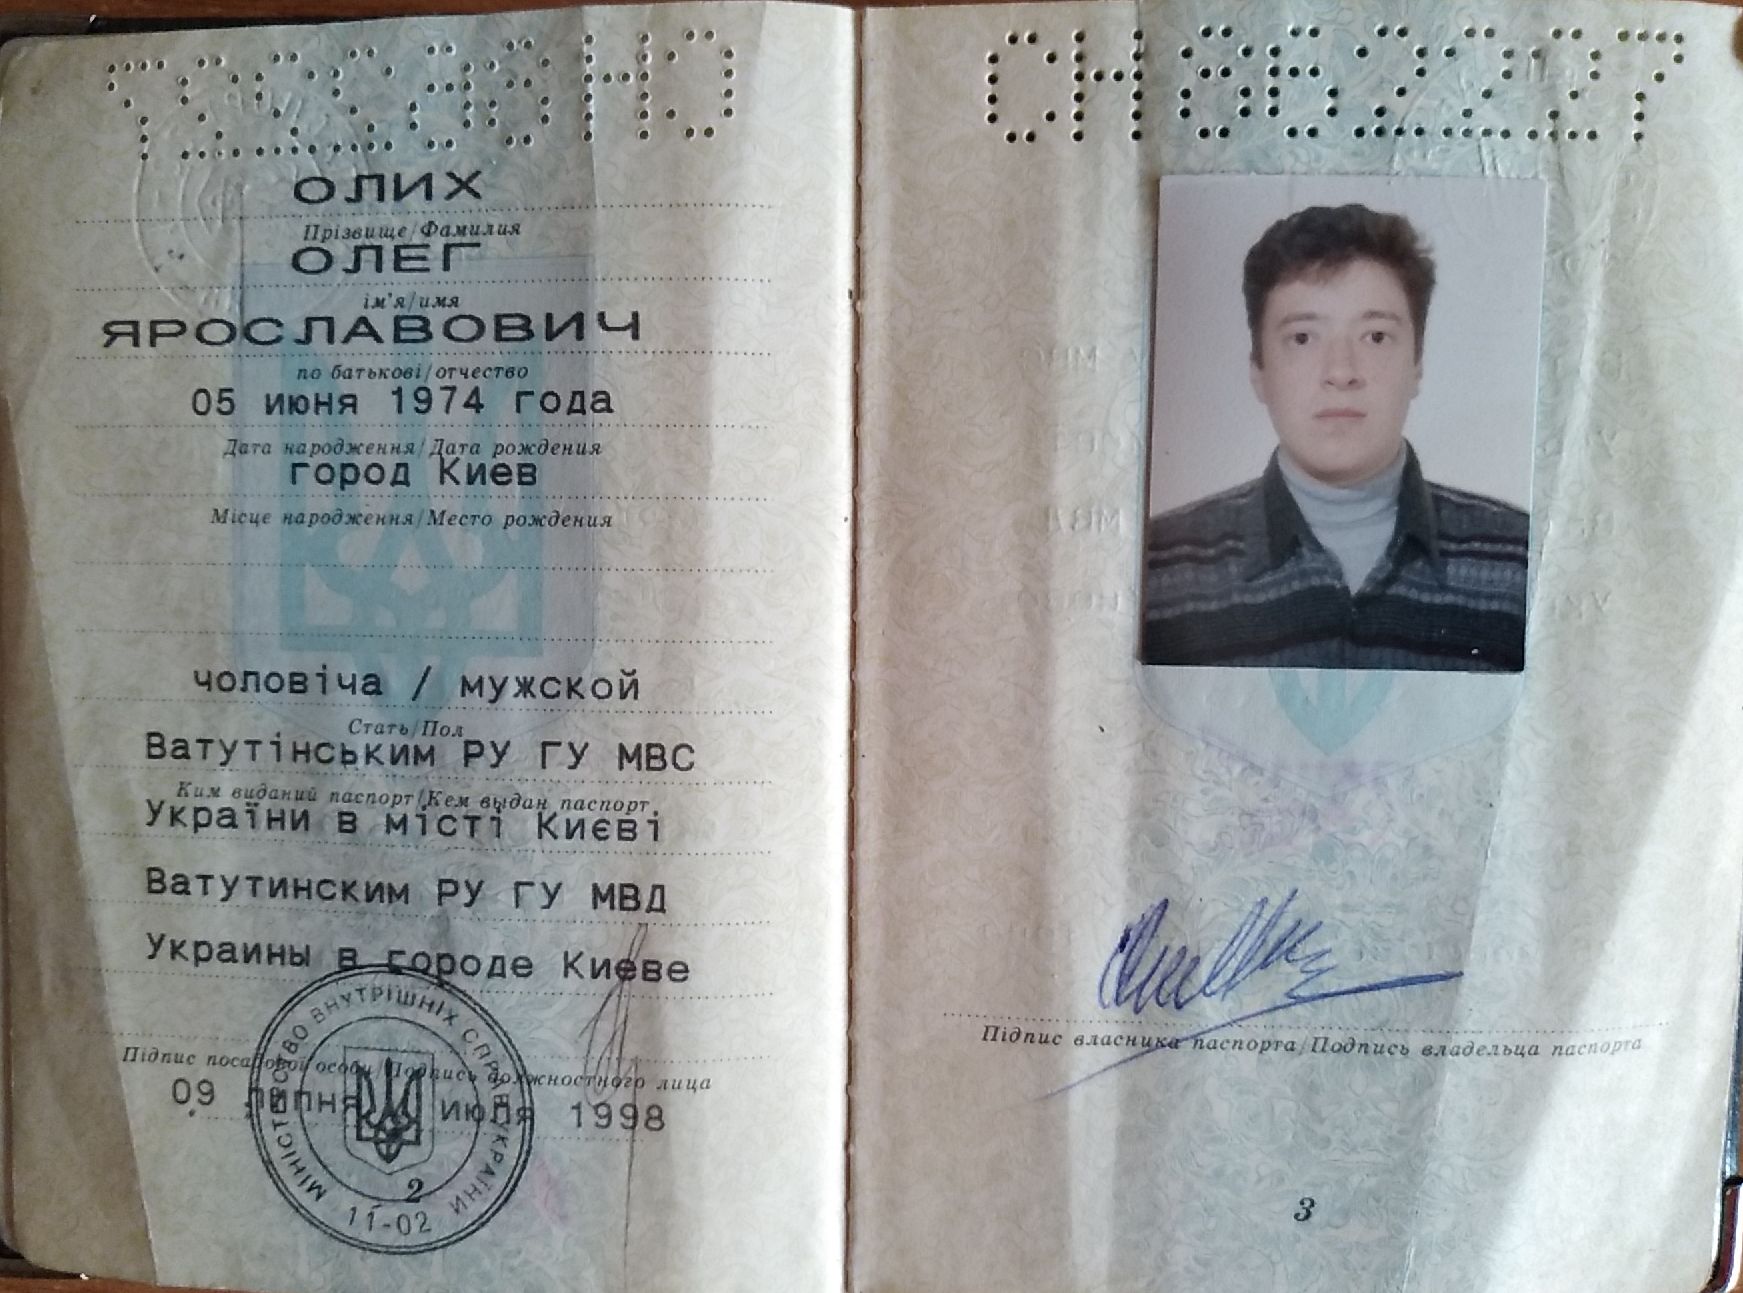 ОЛИХ
Прізвище/Фамилия
ОЛЕГ
ім'я/имя
ЯРОСЛАВОВИЧ
по батькові/отчество
05 июня 1974 года
Дата народження/Дата рождения
город Киев
Місце народження/Место рождения
чоловіча / мужской
Стать/Пол
Ватутінським РУ ГУ МВС
Ким виданий паспорт/Кем выдан паспорт
України в місті Києві
Ватутинским РУ ГУ МВД
Украины в городе Киеве
Підпис посадової особи/Подпись должностного лица
09 липня июля 1998
МІНІСТЕРСТВО ВНУТРІШНІХ СПРАВ УКРАЇНИ
2
11-02
Підпис власника паспорта/Подпись владельца паспорта
3